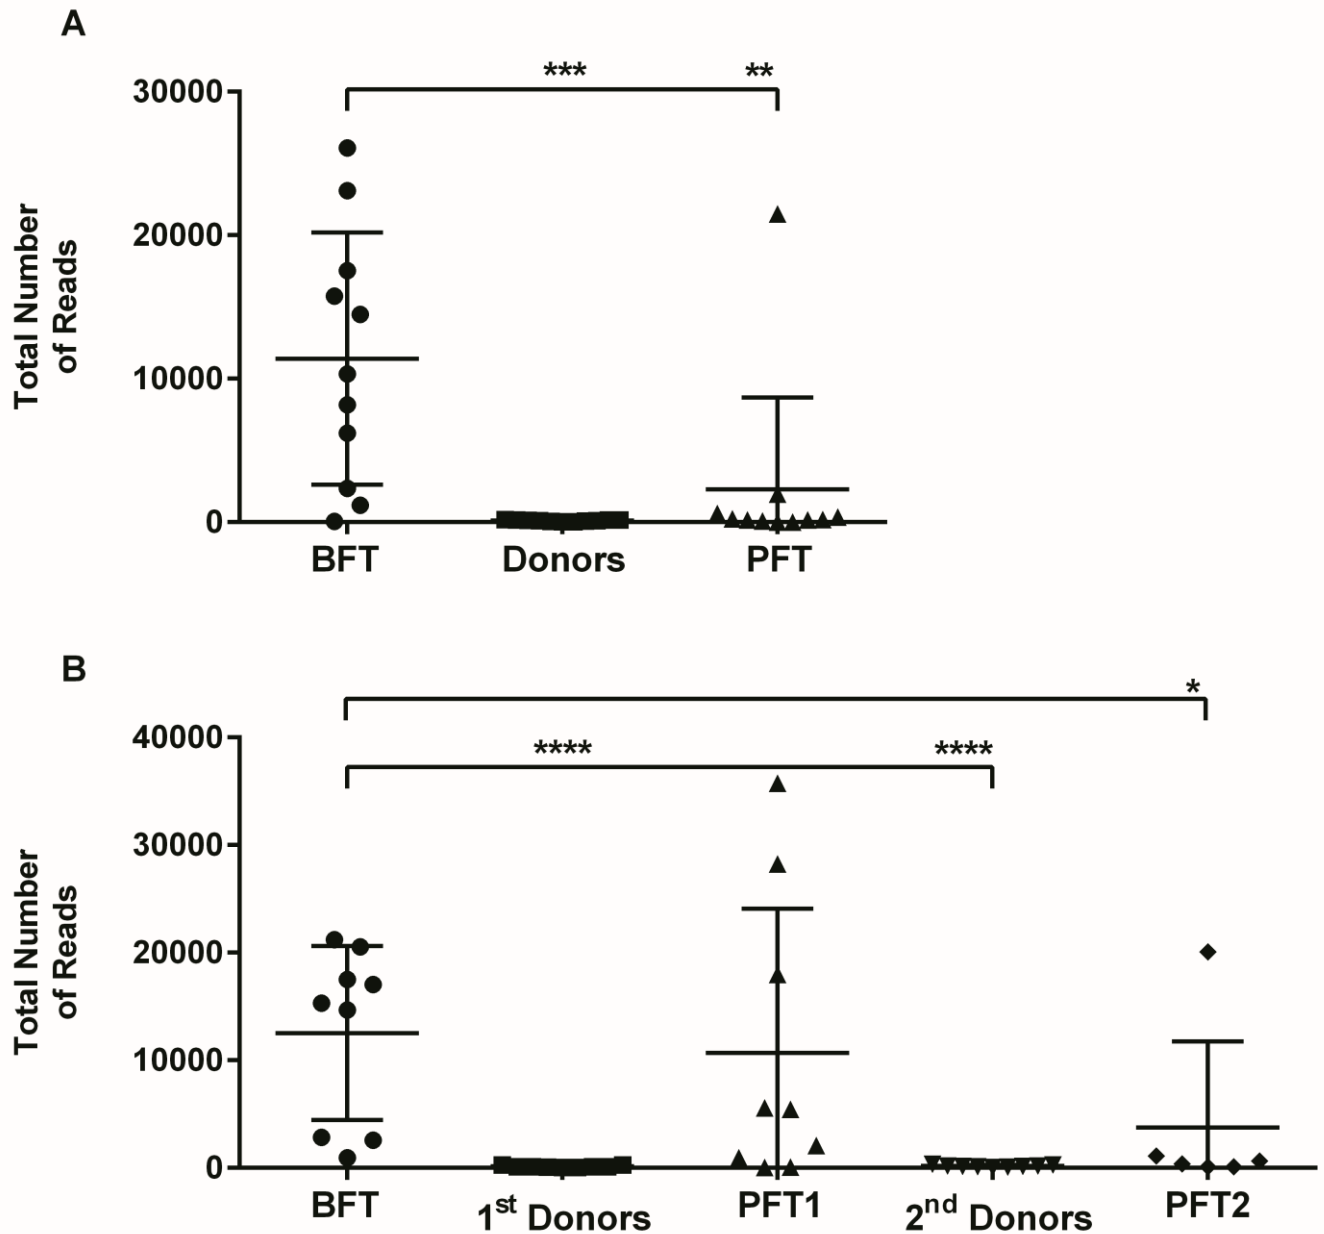 A
*** **
30000
20000
10000
0
Total Number
of Reads
BFT Donors PFT
B
*
**** ****
40000
30000
20000
10000
0
Total Number
of Reads
BFT 1st Donors PFT1 2nd Donors PFT2